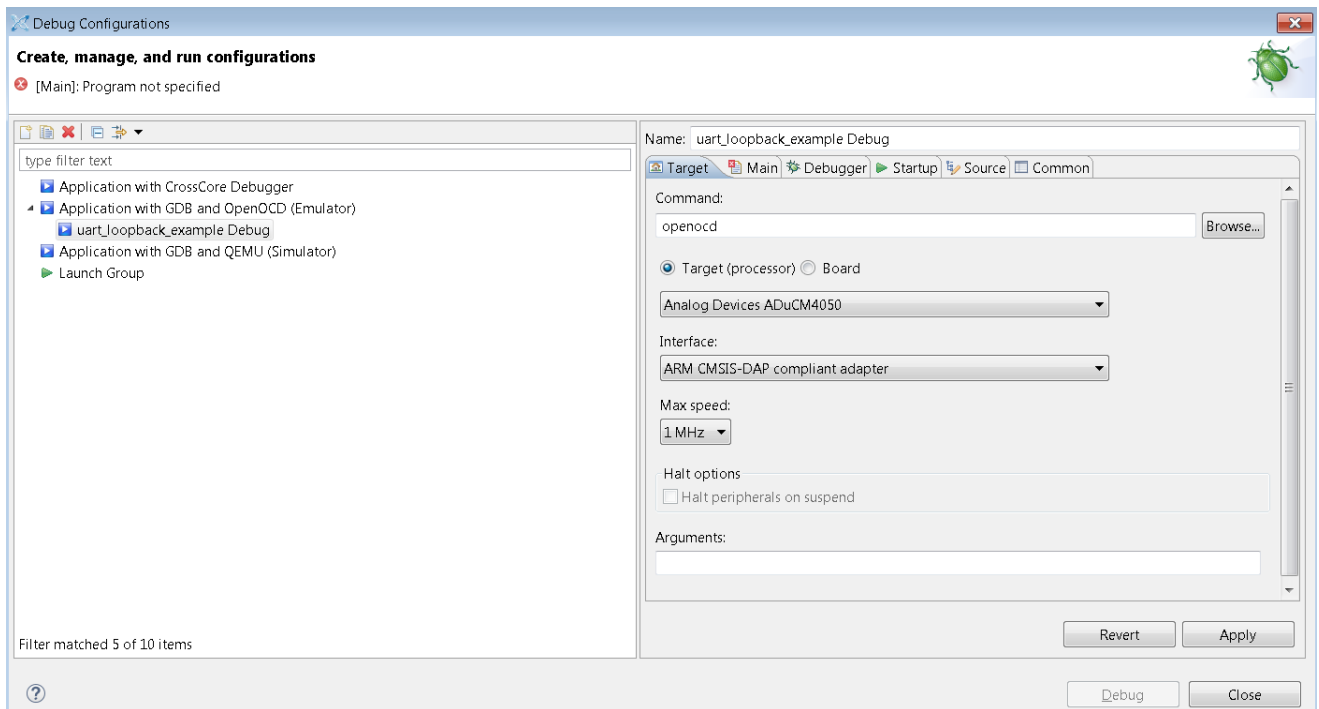 Debug Configurations
Create, manage, and run configurations
[Main]: Program not specified
type filter text
Application with CrossCore Debugger
Application with GDB and OpenOCD (Emulator)
uart_loopback_example Debug
Application with GDB and QEMU (Simulator)
Launch Group
Filter matched 5 of 10 items
Name: uart_loopback_example Debug
Target Main Debugger Startup Source Common
Command:
openocd Browse...
Target (processor) Board
Analog Devices ADuCM4050
Interface:
ARM CMSIS-DAP compliant adapter
Max speed:
1 MHz
Halt options
Halt peripherals on suspend
Arguments:
Revert Apply
? Debug Close